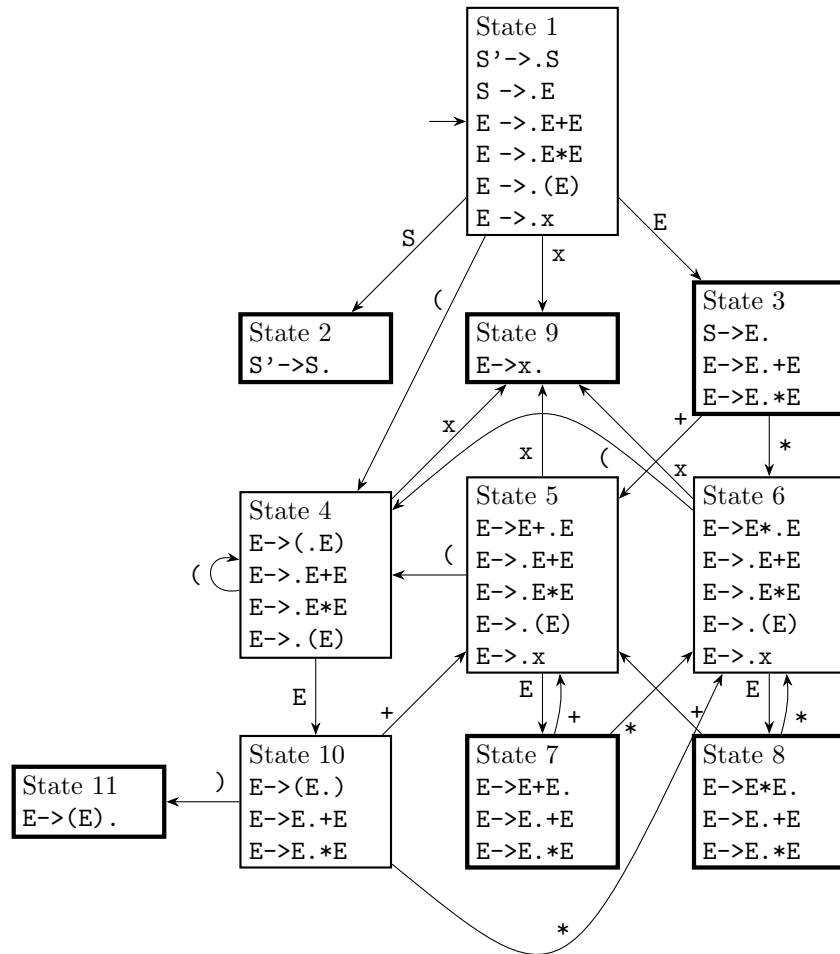 State 1
S'->.S
S ->.E
E ->.E+E
E ->.E*E
E ->.(E)
E ->.x
S
(
x
E
State 2
S'->S.
State 9
E->x.
State 3
S->E.
E->E.+E
E->E.*E
x
x
(
x
+
*
State 4
E->(.E)
E->.E+E
E->.E*E
E->.(E)
(
(
State 5
E->E+.E
E->.E+E
E->.E*E
E->.(E)
E->.x
State 6
E->E*.E
E->.E+E
E->.E*E
E->.(E)
E->.x
E
+
E
+
*
E
+
*
State 11
E->(E).
)
State 10
E->(E.)
E->E.+E
E->E.*E
State 7
E->E+E.
E->E.+E
E->E.*E
State 8
E->E*E.
E->E.+E
E->E.*E
*